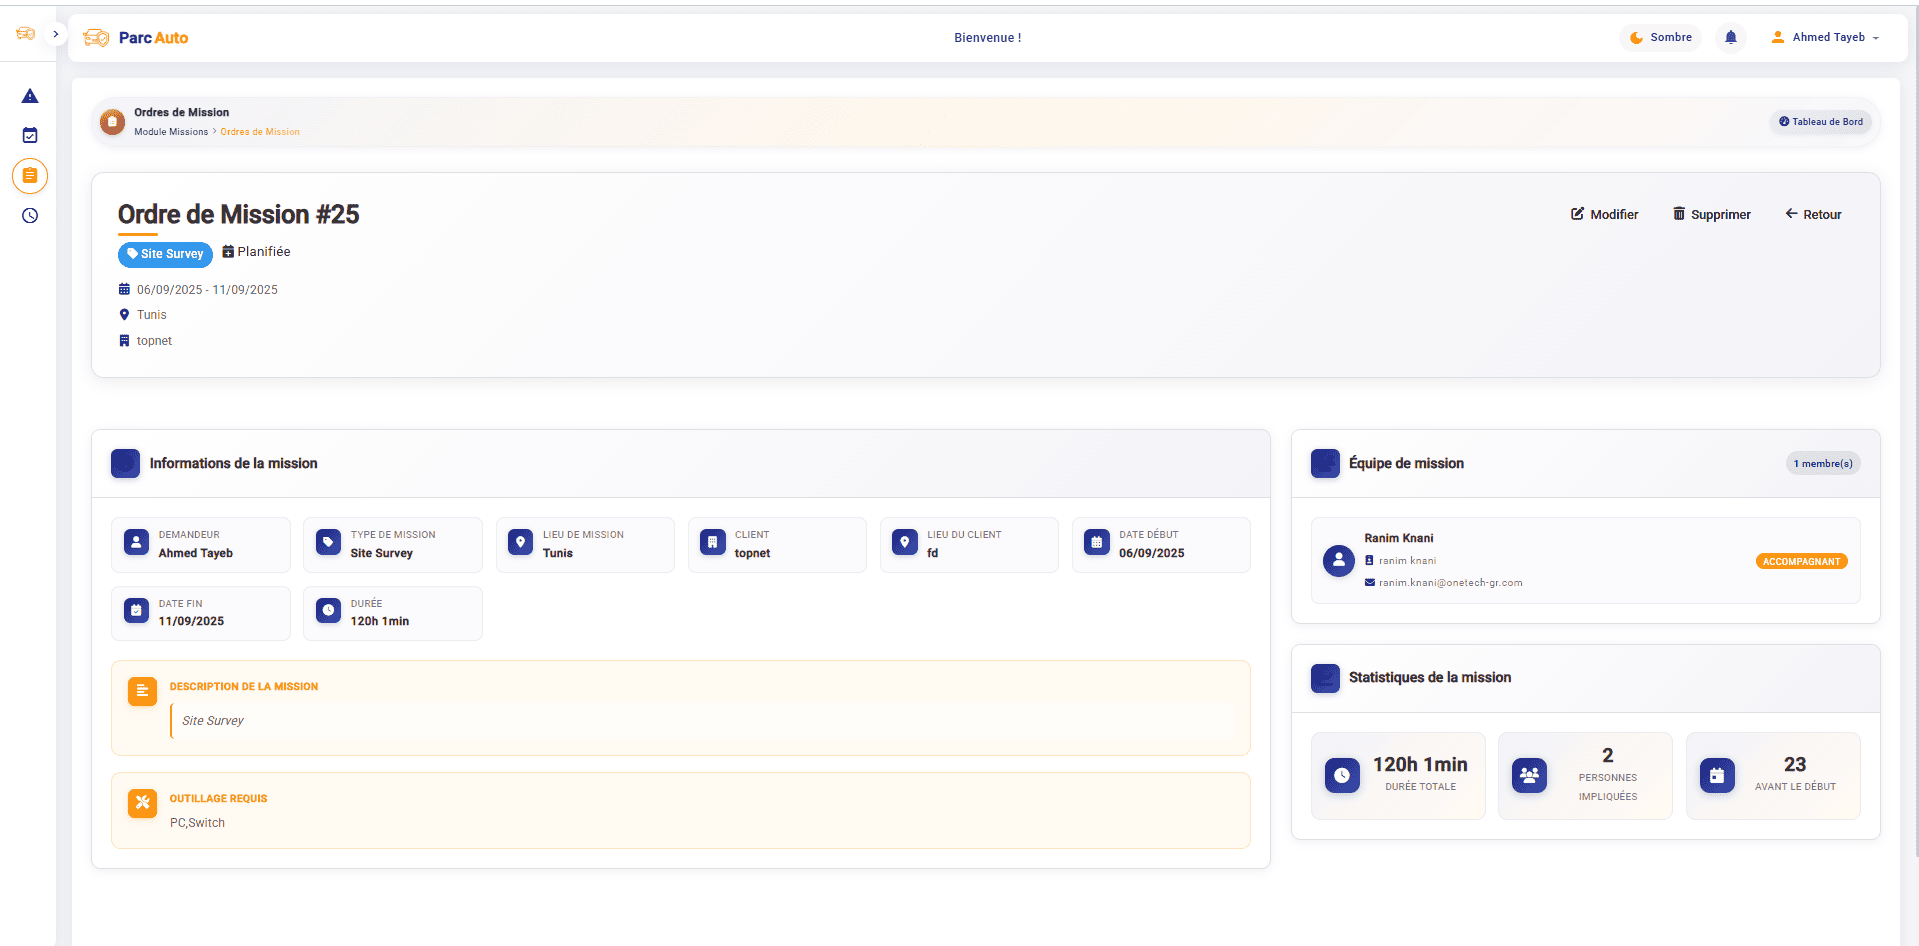 Parc Auto
Bienvenue !
Sombre
Ahmed Tayeb
Ordres de Mission
Module Missions > Ordres de Mission
Tableau de Bord
Ordre de Mission #25
Modifier
Supprimer
Retour
Site Survey
Planifiée
06/09/2025 - 11/09/2025
Tunis
topnet
Informations de la mission
DEMANDEUR
Ahmed Tayeb
TYPE DE MISSION
Site Survey
LIEU DE MISSION
Tunis
CLIENT
topnet
LIEU DU CLIENT
fd
DATE DÉBUT
06/09/2025
DATE FIN
11/09/2025
DURÉE
120h 1min
DESCRIPTION DE LA MISSION
Site Survey
OUTILLAGE REQUIS
PC,Switch
Équipe de mission
1 membre(s)
Ranim Knani
ranim knani
ranim.knani@onetech-gr.com
ACCOMPAGNANT
Statistiques de la mission
120h 1min
DURÉE TOTALE
2
PERSONNES
IMPLIQUÉES
23
AVANT LE DÉBUT